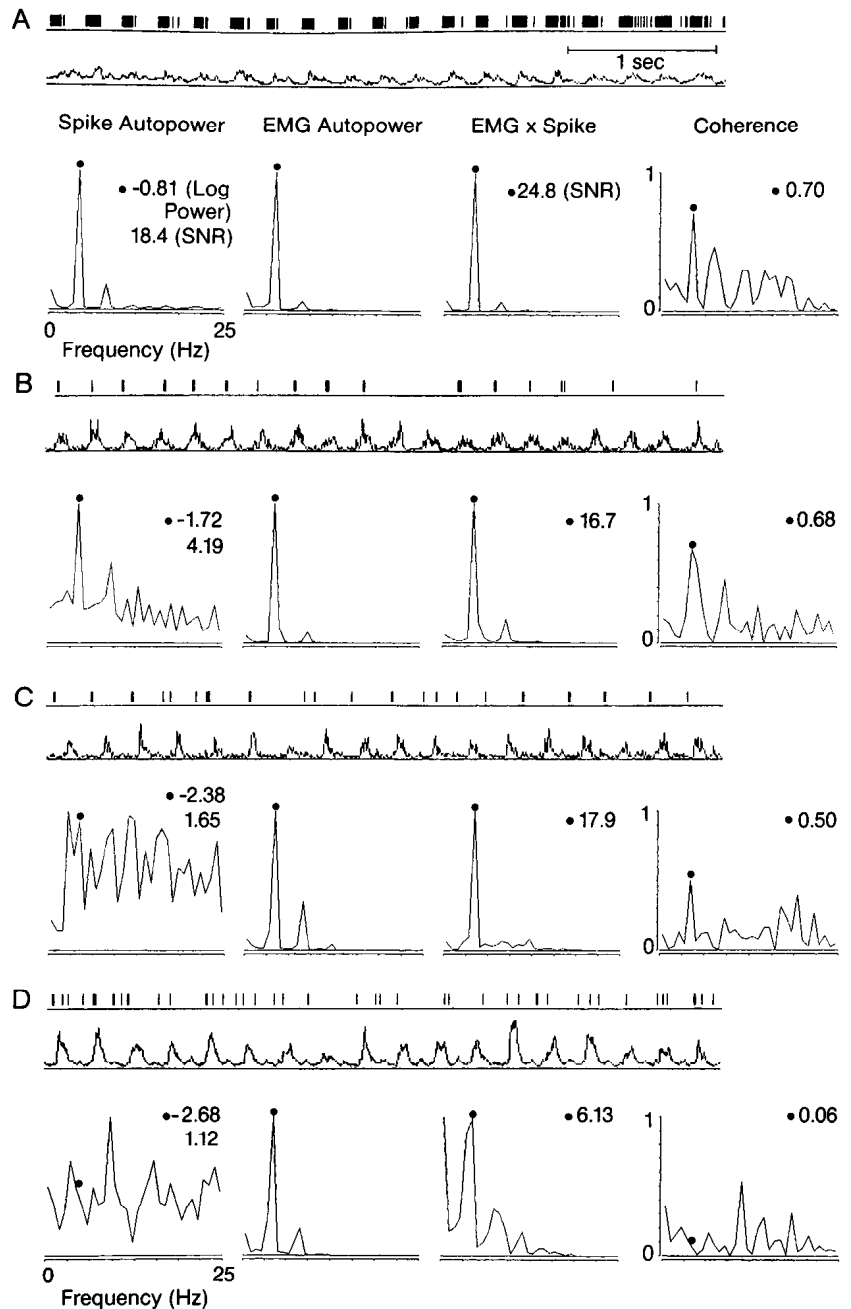 A
1 sec
Spike Autopower EMG Autopower EMG x Spike Coherence
● -0.81 (Log
Power)
18.4 (SNR)
● 24.8 (SNR)
1
● 0.70
0
0 25
Frequency (Hz)
B
● -1.72
4.19
● 16.7
1
● 0.68
0
C
● -2.38
1.65
● 17.9
1
● 0.50
0
D
● -2.68
1.12
● 6.13
1
● 0.06
0
0 25
Frequency (Hz)